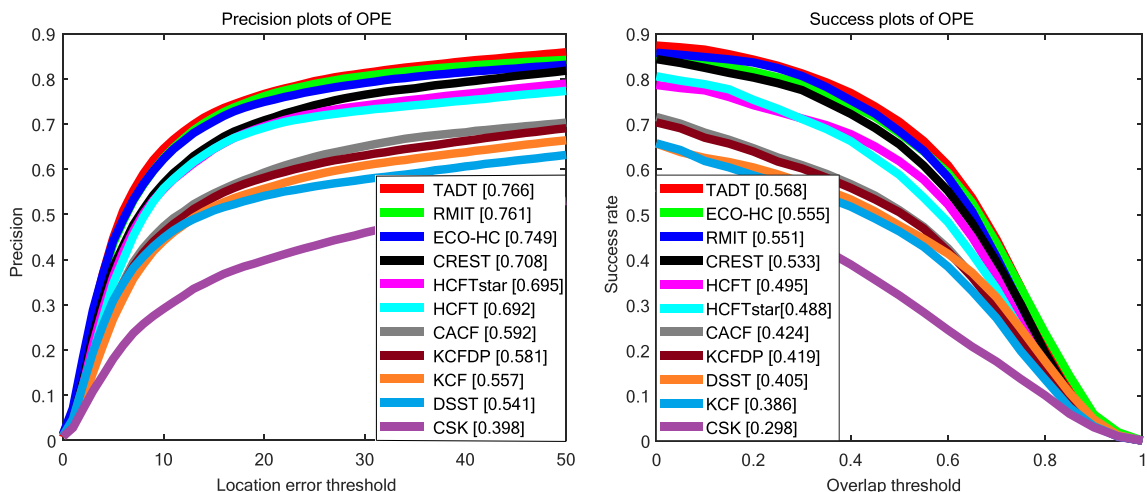 Precision plots of OPE
0.9
0.8
0.7
0.6
0.5
0.4
0.3
0.2
0.1
0
Precision
0
10
20
30
40
50
Location error threshold
TADT [0.766]
RMIT [0.761]
ECO-HC [0.749]
CREST [0.708]
HCFTstar [0.695]
HCFT [0.692]
CACF [0.592]
KCFDP [0.581]
KCF [0.557]
DSST [0.541]
CSK [0.398]
Success plots of OPE
0.9
0.8
0.7
0.6
0.5
0.4
0.3
0.2
0.1
0
Success rate
0
0.2
0.4
0.6
0.8
1
Overlap threshold
TADT [0.568]
ECO-HC [0.555]
RMIT [0.551]
CREST [0.533]
HCFT [0.495]
HCFTstar[0.488]
CACF [0.424]
KCFDP [0.419]
DSST [0.405]
KCF [0.386]
CSK [0.298]